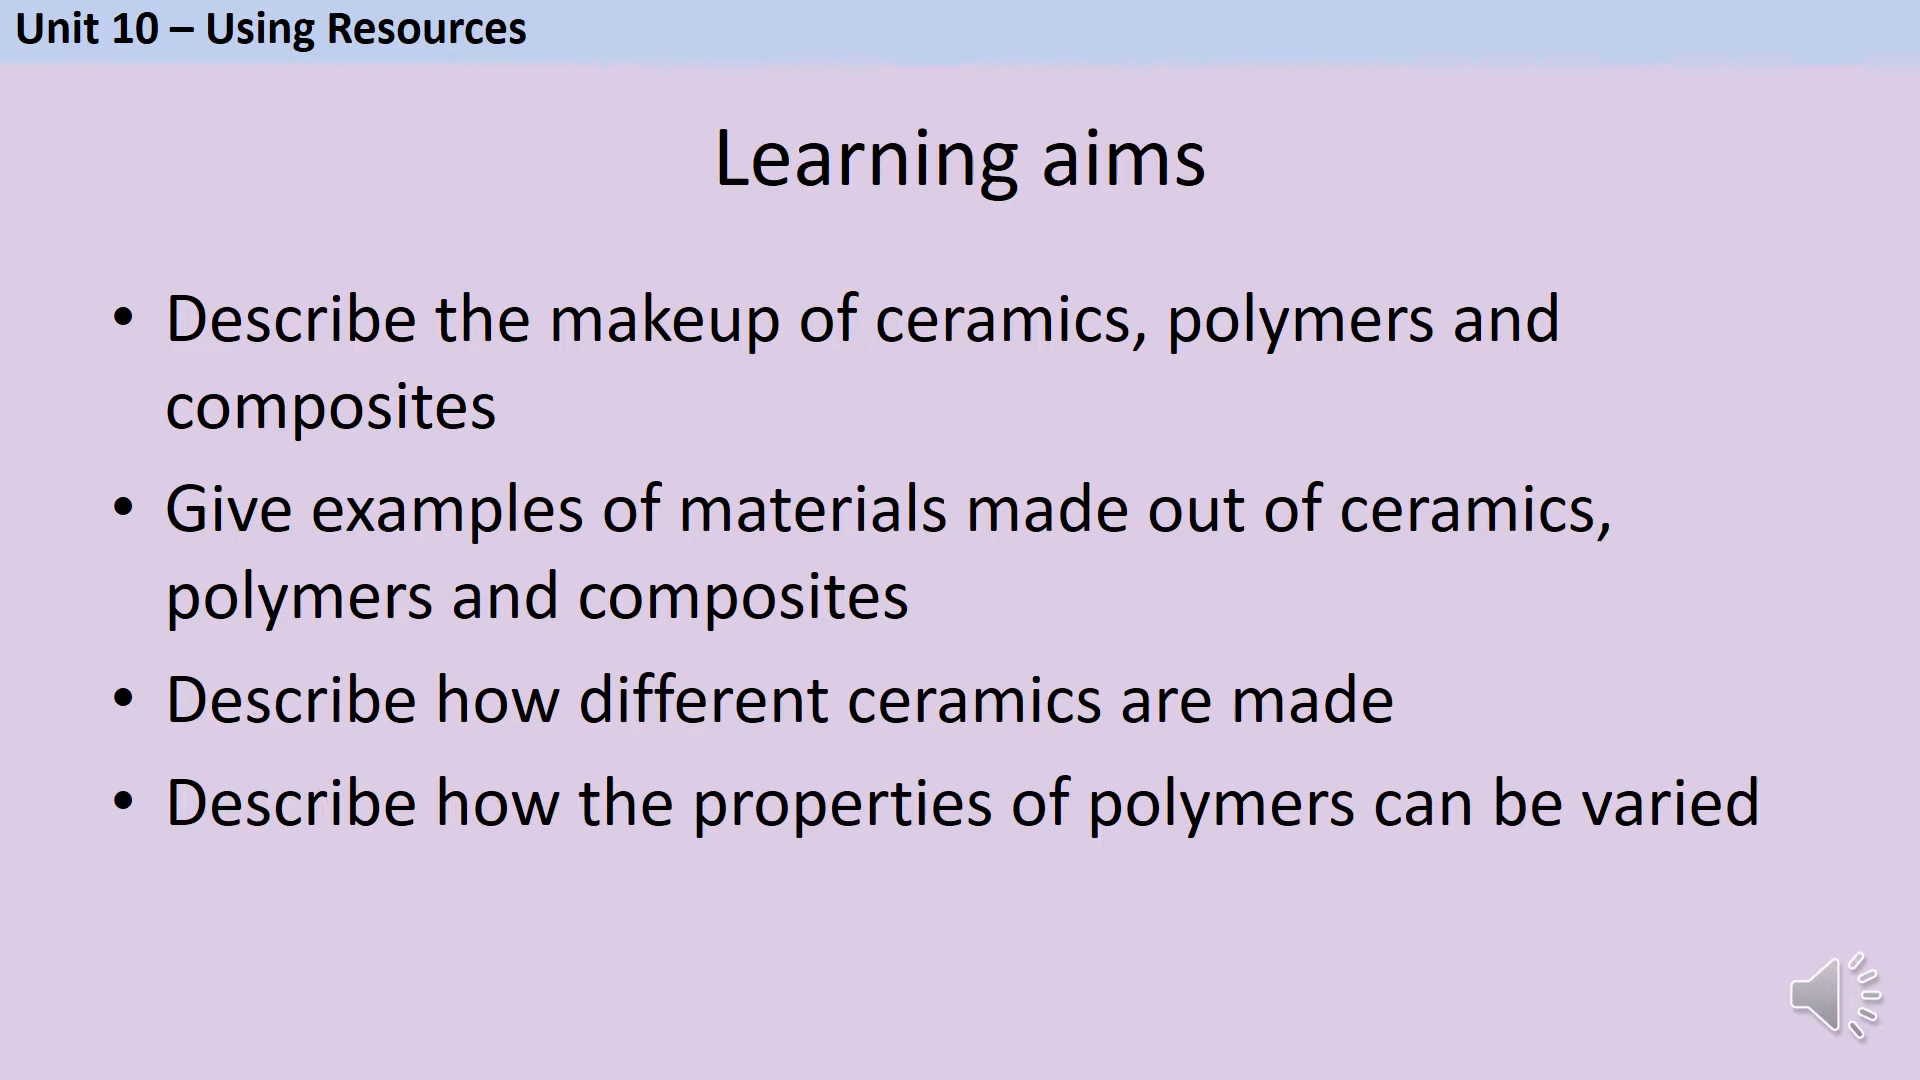 Unit 10 – Using Resources
Learning aims
• Describe the makeup of ceramics, polymers and
composites
• Give examples of materials made out of ceramics,
polymers and composites
• Describe how different ceramics are made
• Describe how the properties of polymers can be varied